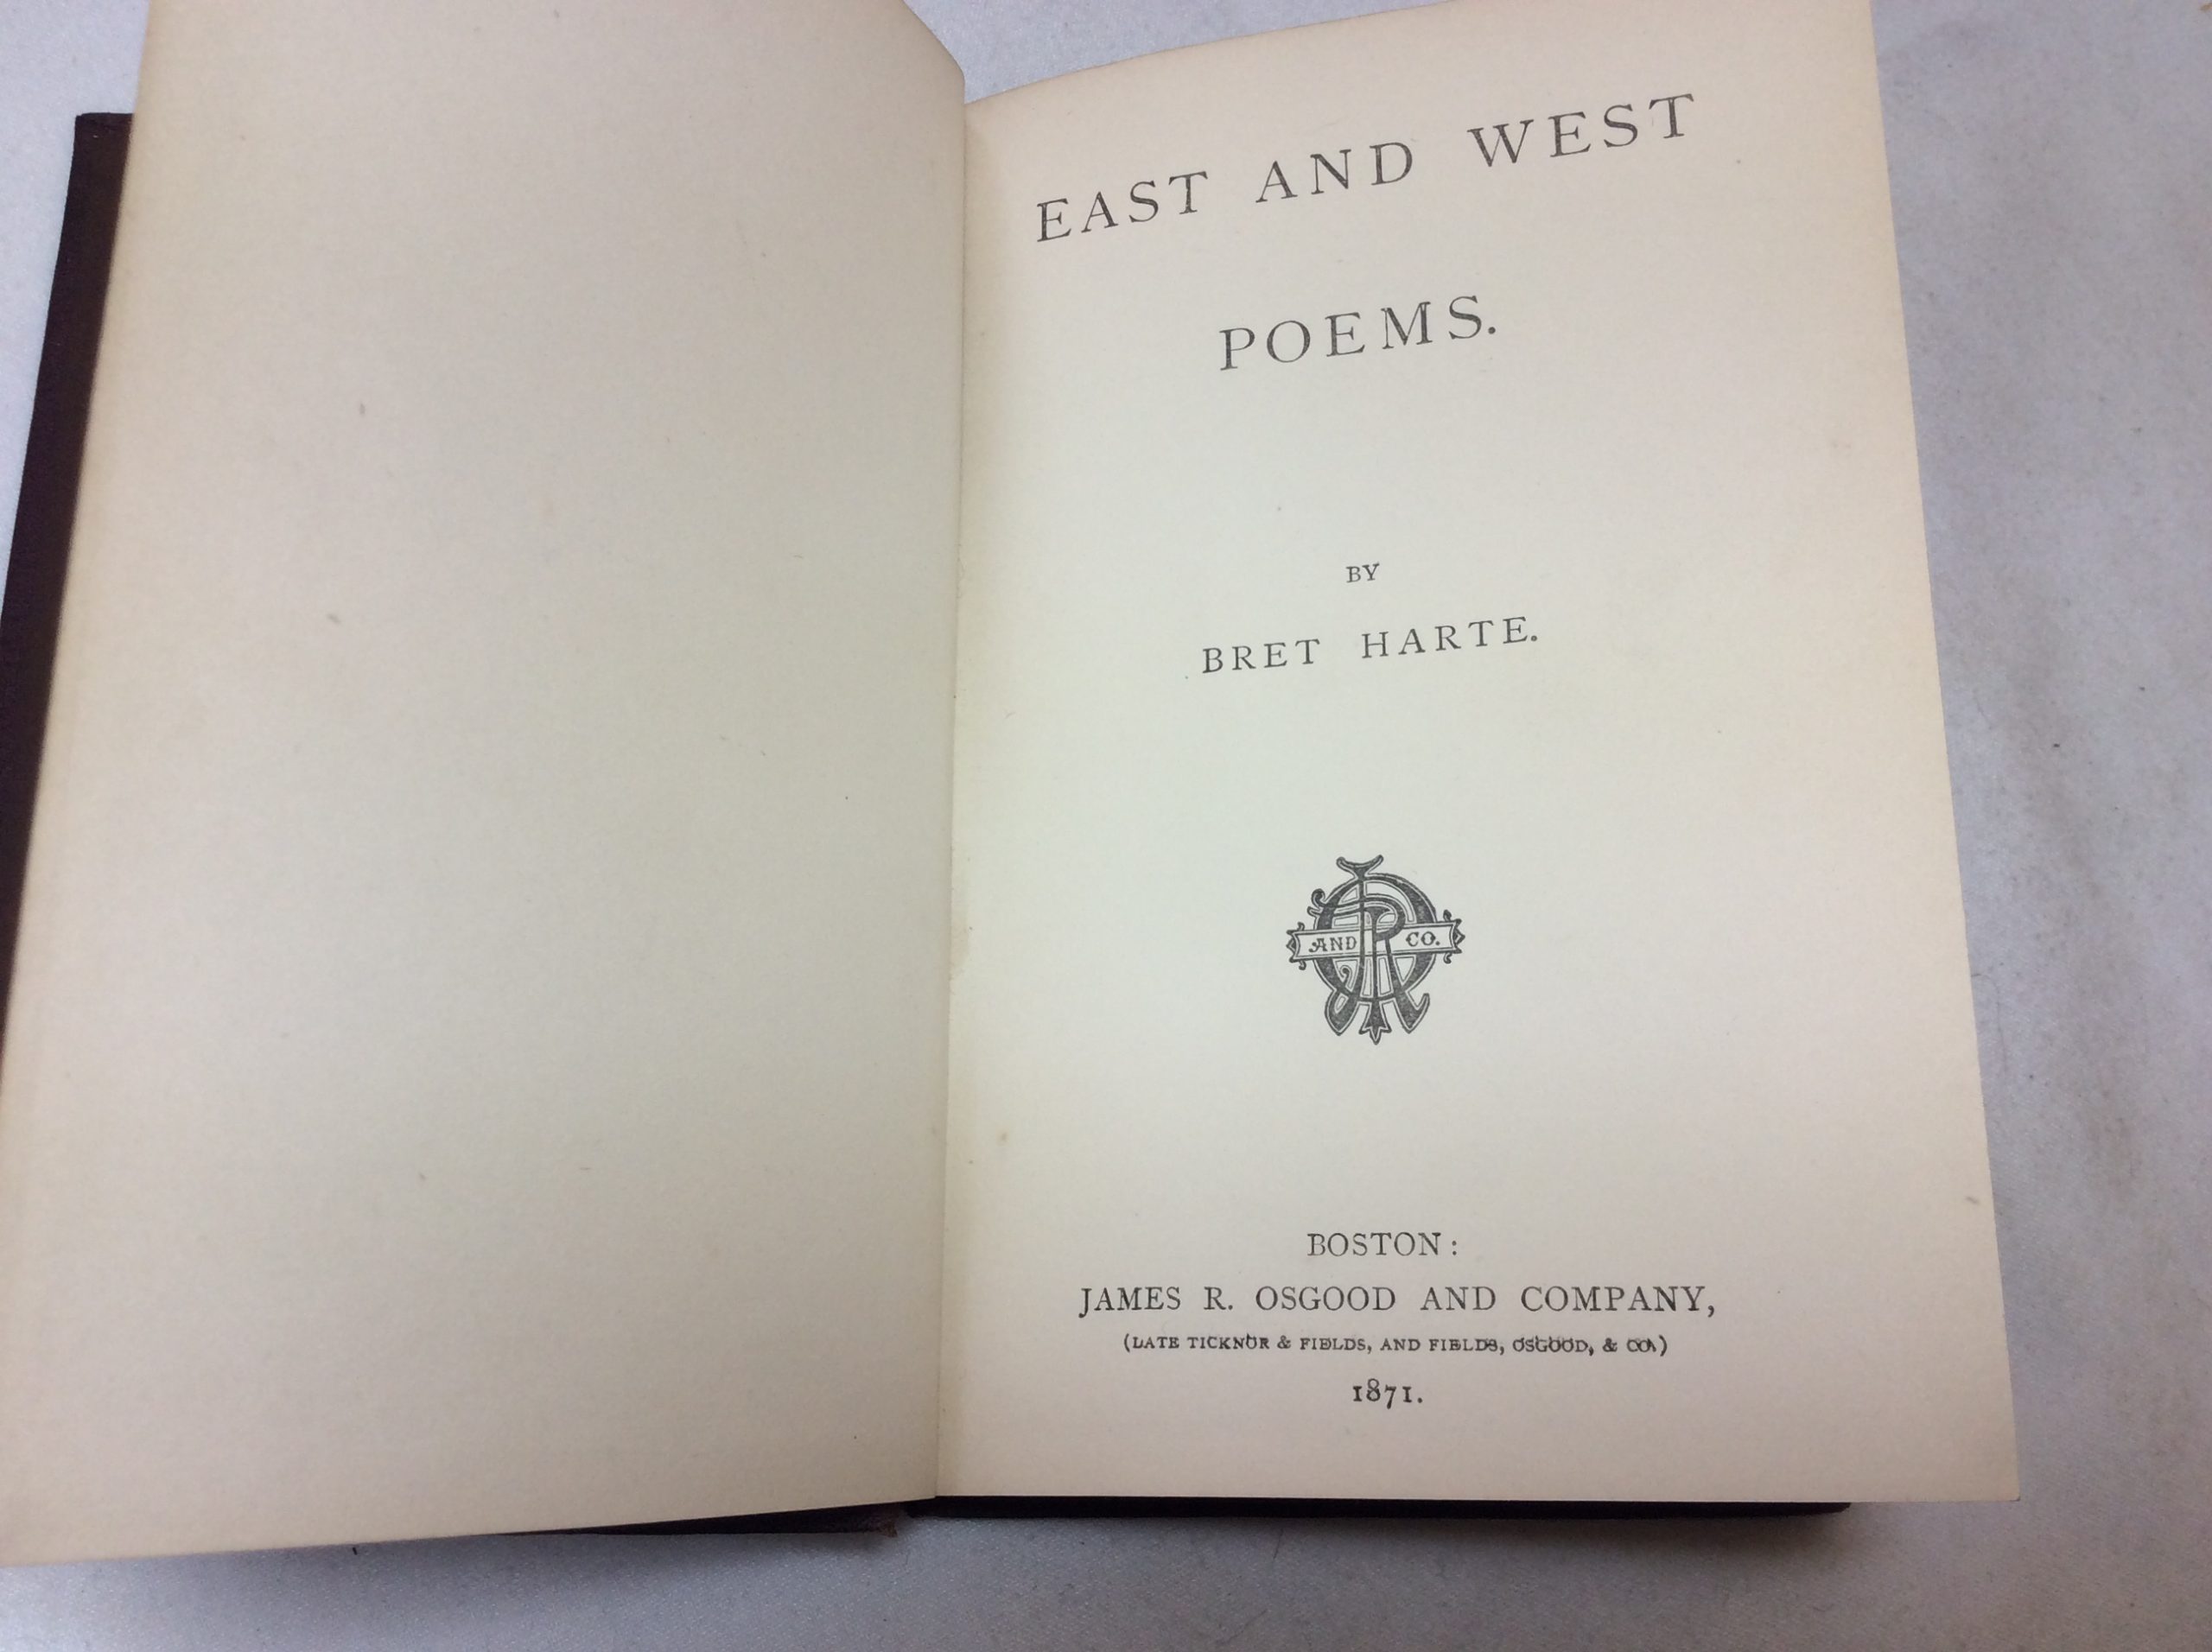 EAST AND WEST
POEMS.
BY
BRET HARTE.
AND CO.
BOSTON:
JAMES R. OSGOOD AND COMPANY,
(LATE TICKNOR & FIELDS, AND FIELDS, OSGOOD, & CO.)
1871.